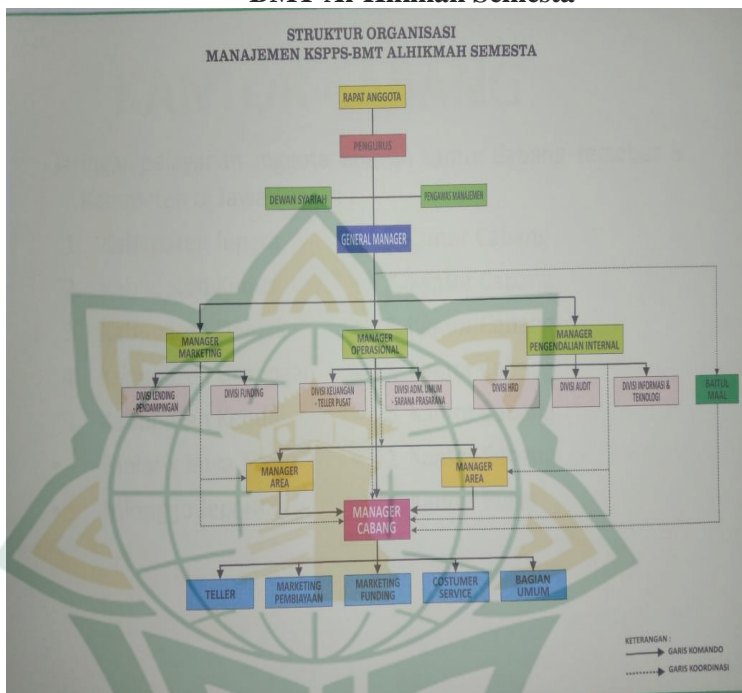 BMT Al-Hikmah Semesta
STRUKTUR ORGANISASI
MANAJEMEN KSPPS-BMT ALHIKMAH SEMESTA
RAPAT ANGGOTA
PENGURUS
DEWAN SYARIAH
PENGAWAS MANAJEMEN
GENERAL MANAGER
MANAGER
MARKETING
MANAGER
OPERASIONAL
MANAGER
PENGENDALIAN INTERNAL
DIVISI LENDING
- PENDAMPINGAN
DIVISI FUNDING
DIVISI KEUANGAN
- TELLER PUSAT
DIVISI ADM. UMUM
- SARANA PRASARANA
DIVISI HRD
DIVISI AUDIT
DIVISI INFORMASI &
TEKNOLOGI
BAITUL
MAAL
MANAGER
AREA
MANAGER
AREA
MANAGER
CABANG
TELLER
MARKETING
PEMBIAYAAN
MARKETING
FUNDING
COSTUMER
SERVICE
BAGIAN
UMUM
KETERANGAN :
GARIS KOMANDO
GARIS KOORDINASI